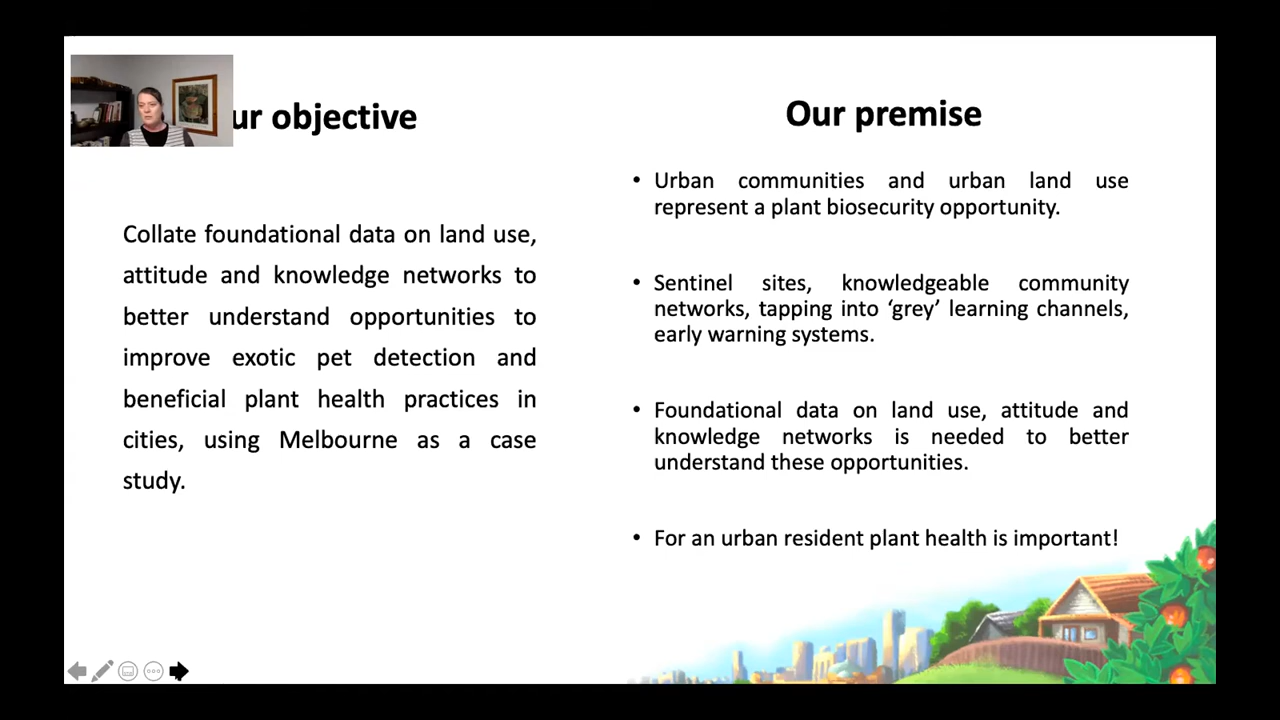 ur objective
Collate foundational data on land use,
attitude and knowledge networks to
better understand opportunities to
improve exotic pet detection and
beneficial plant health practices in
cities, using Melbourne as a case
study.
Our premise
• Urban communities and urban land use
represent a plant biosecurity opportunity.
• Sentinel sites, knowledgeable community
networks, tapping into ‘grey’ learning channels,
early warning systems.
• Foundational data on land use, attitude and
knowledge networks is needed to better
understand these opportunities.
• For an urban resident plant health is important!